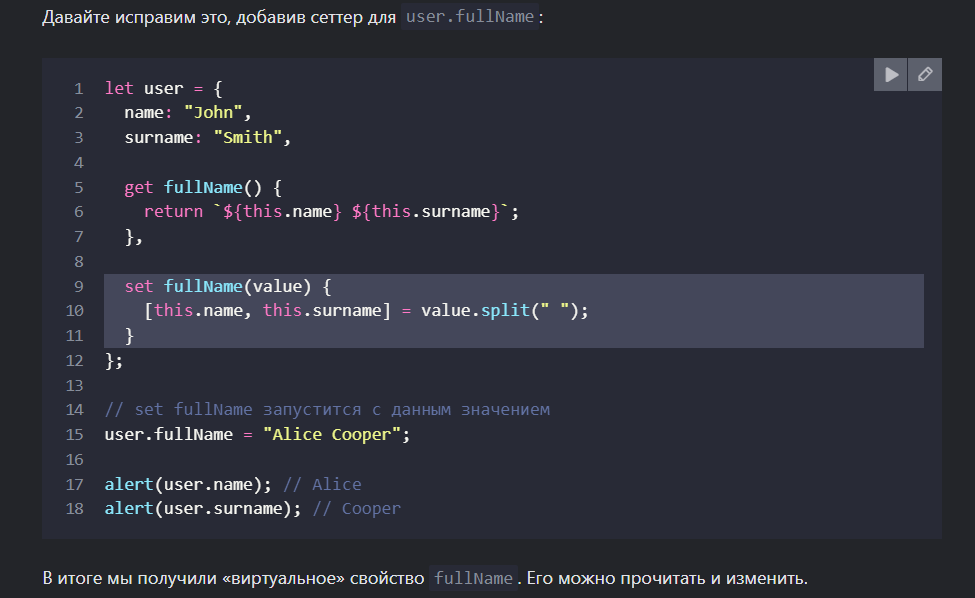 Давайте исправим это, добавив сеттер для user.fullName:
1 let user = {
2   name: "John",
3   surname: "Smith",
4
5   get fullName() {
6     return `${this.name} ${this.surname}`;
7   },
8
9   set fullName(value) {
10     [this.name, this.surname] = value.split(" ");
11   }
12 };
13
14 // set fullName запустится с данным значением
15 user.fullName = "Alice Cooper";
16
17 alert(user.name); // Alice
18 alert(user.surname); // Cooper
В итоге мы получили «виртуальное» свойство fullName. Его можно прочитать и изменить.